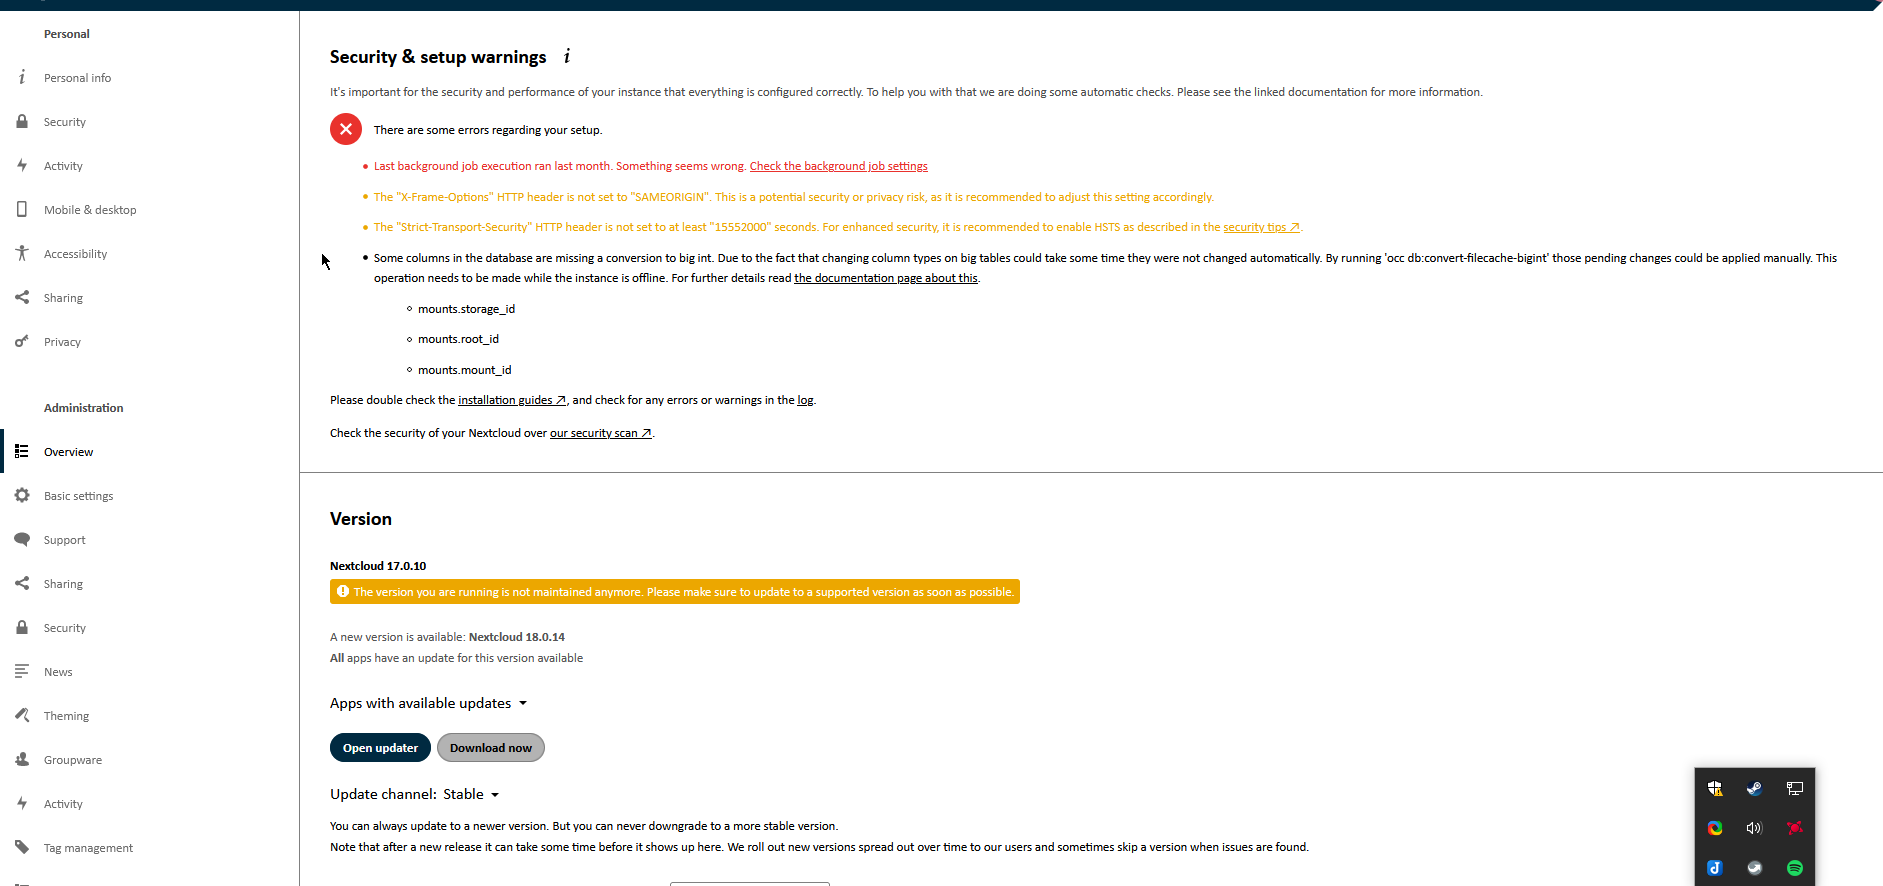 Personal
Personal info
Security
Activity
Mobile & desktop
Accessibility
Sharing
Privacy
Administration
Overview
Basic settings
Support
Sharing
Security
News
Theming
Groupware
Activity
Tag management
Security & setup warnings
It's important for the security and performance of your instance that everything is configured correctly. To help you with that we are doing some automatic checks. Please see the linked documentation for more information.
There are some errors regarding your setup.
Last background job execution ran last month. Something seems wrong. Check the background job settings
The "X-Frame-Options" HTTP header is not set to "SAMEORIGIN". This is a potential security or privacy risk, as it is recommended to adjust this setting accordingly.
The "Strict-Transport-Security" HTTP header is not set to at least "15552000" seconds. For enhanced security, it is recommended to enable HSTS as described in the security tips ↗.
Some columns in the database are missing a conversion to big int. Due to the fact that changing column types on big tables could take some time they were not changed automatically. By running 'occ db:convert-filecache-bigint' those pending changes could be applied manually. This
operation needs to be made while the instance is offline. For further details read the documentation page about this.
mounts.storage_id
mounts.root_id
mounts.mount_id
Please double check the installation guides ↗, and check for any errors or warnings in the log.
Check the security of your Nextcloud over our security scan ↗.
Version
Nextcloud 17.0.10
The version you are running is not maintained anymore. Please make sure to update to a supported version as soon as possible.
A new version is available: Nextcloud 18.0.14
All apps have an update for this version available
Apps with available updates
Open updater
Download now
Update channel: Stable
You can always update to a newer version. But you can never downgrade to a more stable version.
Note that after a new release it can take some time before it shows up here. We roll out new versions spread out over time to our users and sometimes skip a version when issues are found.